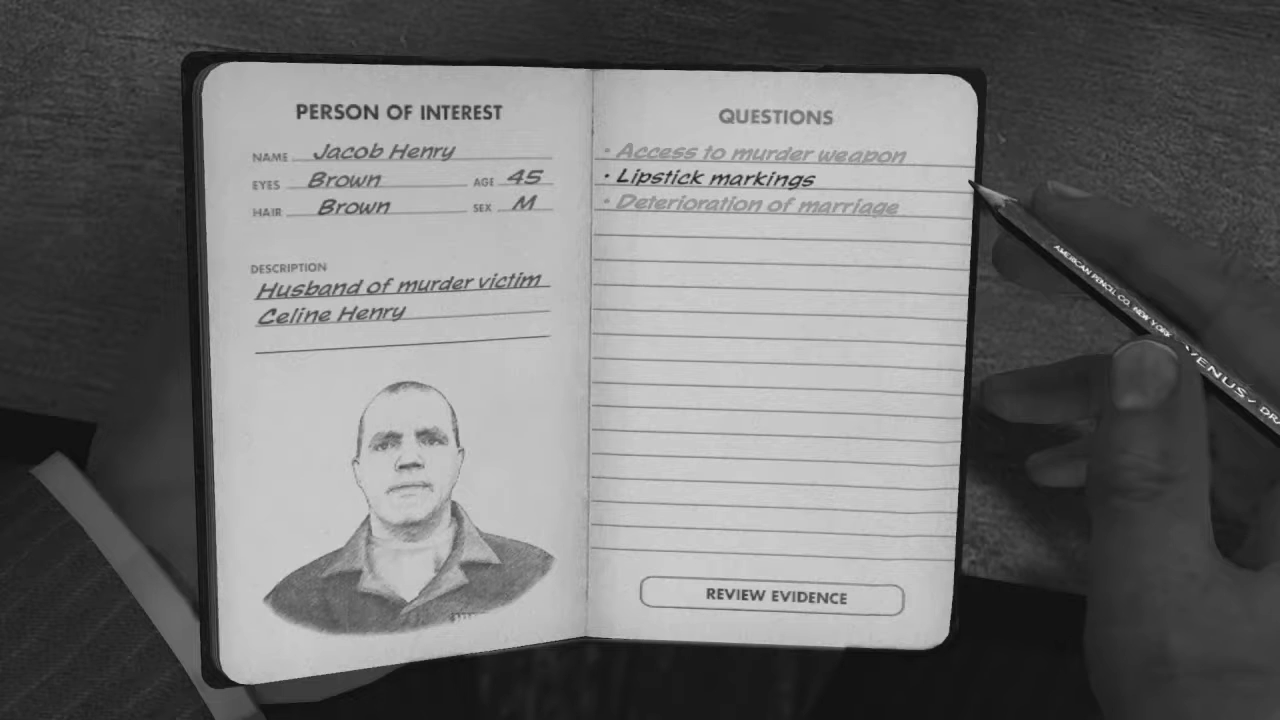 PERSON OF INTEREST
NAME Jacob Henry
EYES Brown AGE 45
HAIR Brown SEX M
DESCRIPTION
Husband of murder victim
Celine Henry
QUESTIONS
• Access to murder weapon
• Lipstick markings
• Deterioration of marriage
REVIEW EVIDENCE
AMERICAN PENCIL CO. NEW YORK VENUS